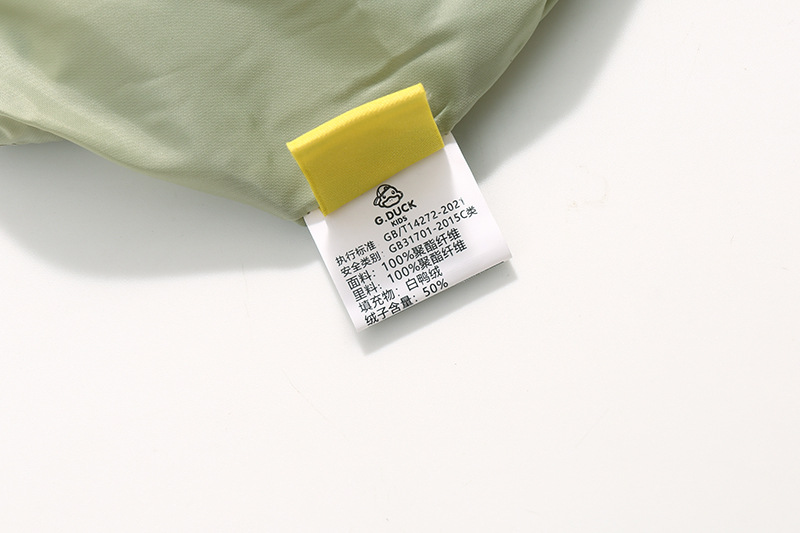 G.DUCK
KIDS
执行标准 GB/T14272-2021
安全类别: GB31701-2015C类
面料: 100%聚酯纤维
里料: 100%聚酯纤维
填充物: 白鸭绒
绒子含量: 50%